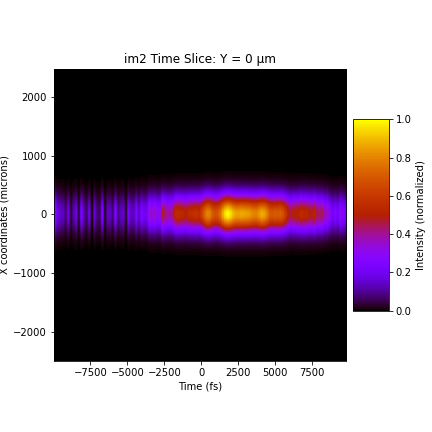 im2 Time Slice: Y = 0 μm
2000
1000
0
−1000
−2000
X coordinates (microns)
−7500 −5000 −2500 0 2500 5000 7500
Time (fs)
1.0
0.8
0.6
0.4
0.2
0.0
Intensity (normalized)